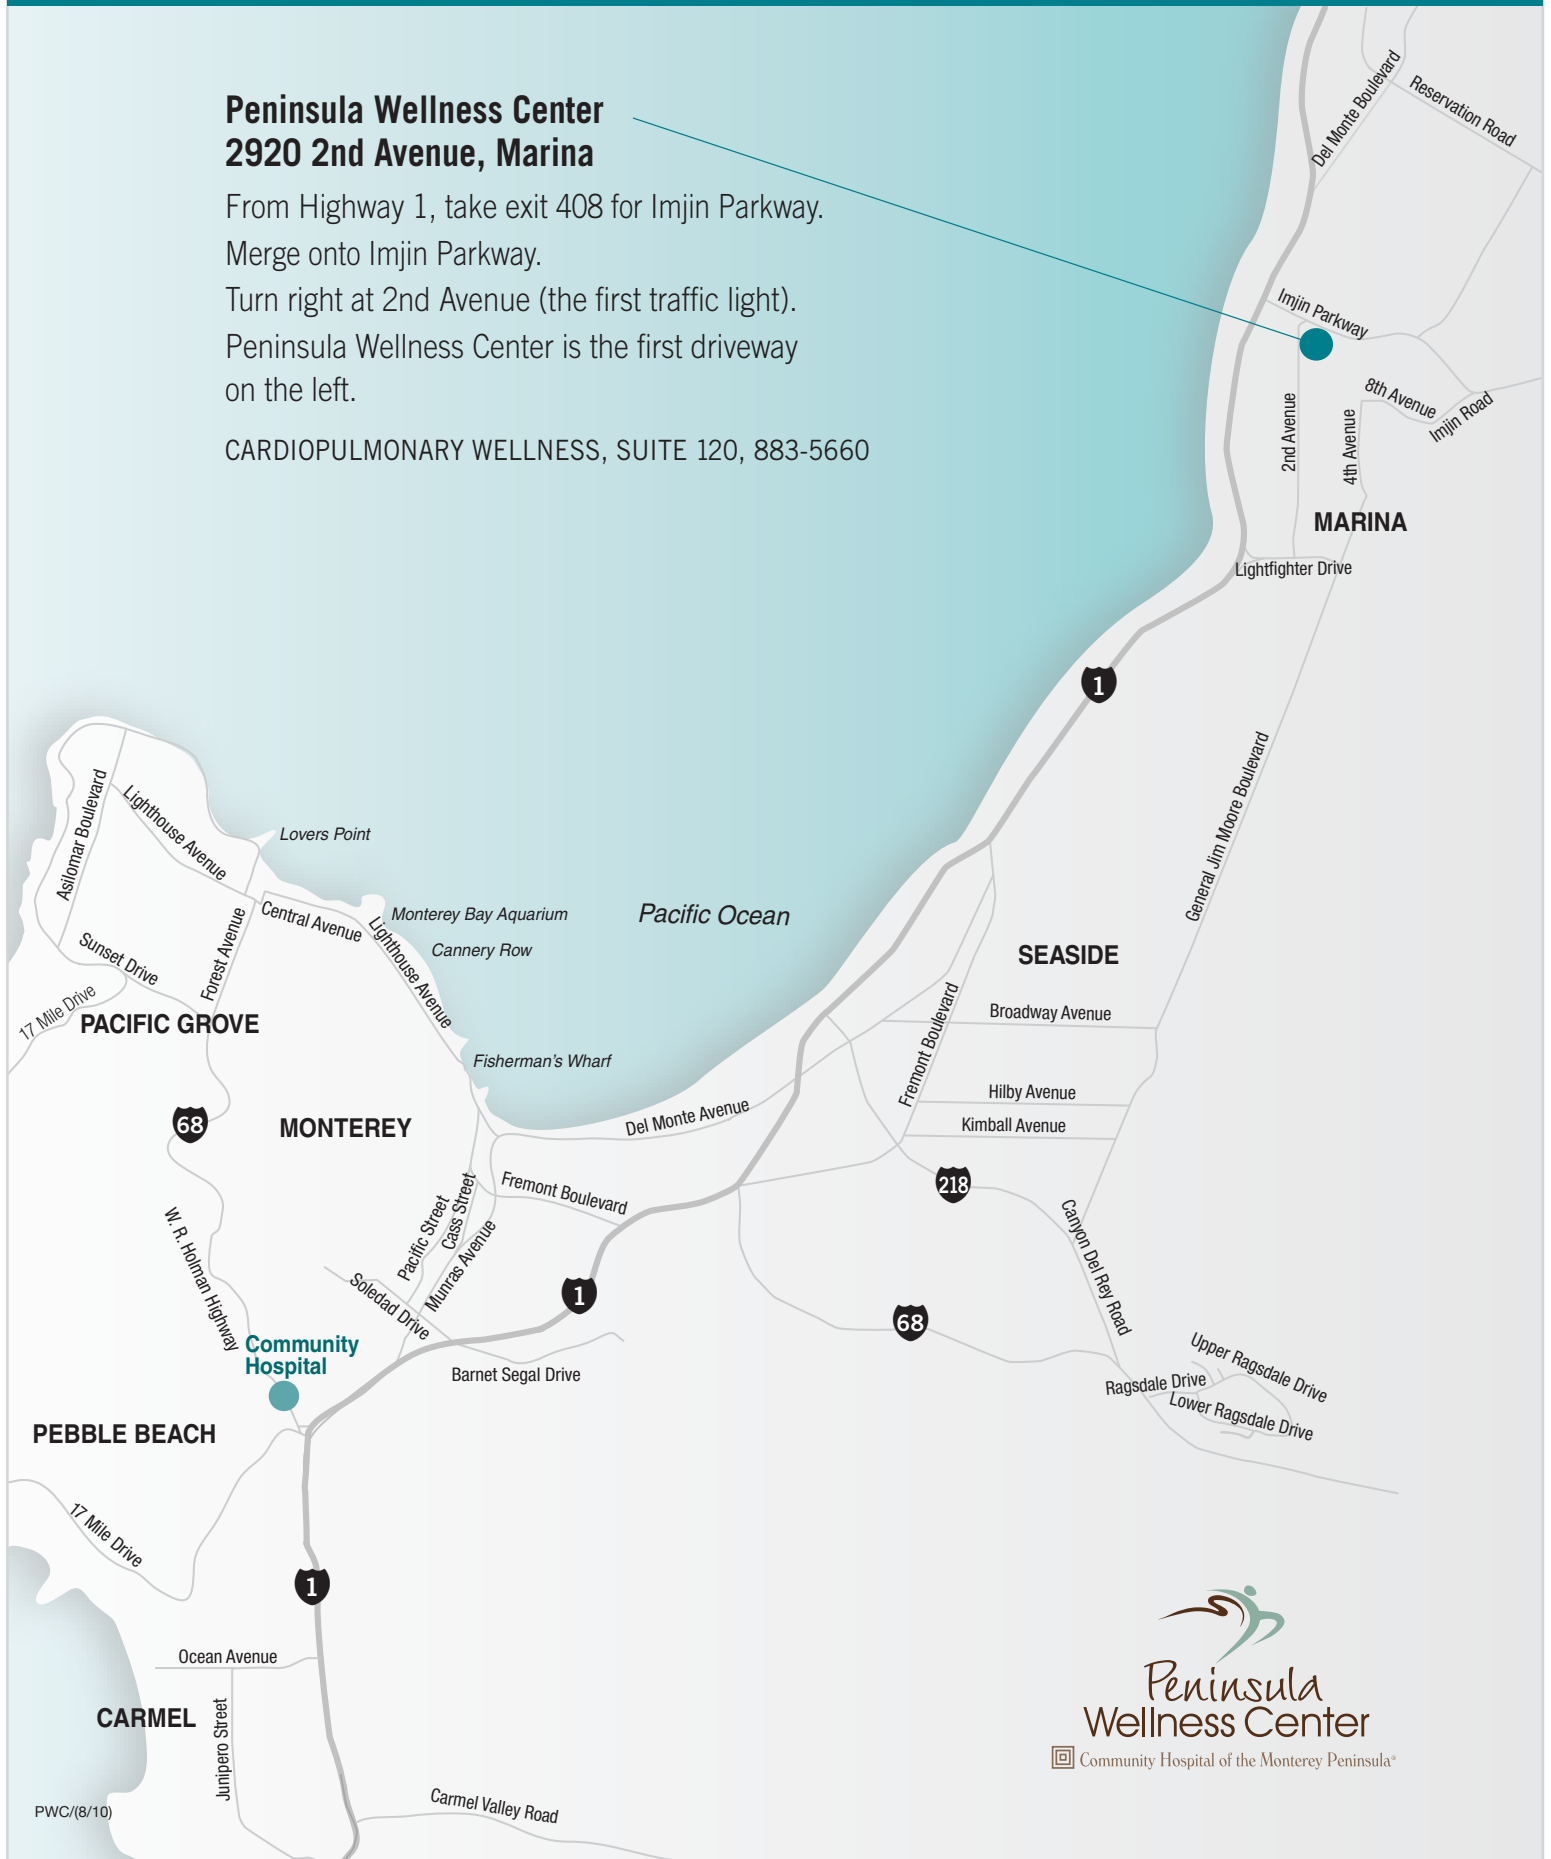 Peninsula Wellness Center
2920 2nd Avenue, Marina
From Highway 1, take exit 408 for Imjin Parkway.
Merge onto Imjin Parkway.
Turn right at 2nd Avenue (the first traffic light).
Peninsula Wellness Center is the first driveway
on the left.
CARDIOPULMONARY WELLNESS, SUITE 120, 883-5660
Del Monte Boulevard
Reservation Road
Imjin Parkway
8th Avenue
Imjin Road
2nd Avenue
4th Avenue
MARINA
Lightfighter Drive
1
General Jim Moore Boulevard
Asilomar Boulevard
Lighthouse Avenue
Lovers Point
Monterey Bay Aquarium
Pacific Ocean
Central Avenue
Lighthouse Avenue
Cannery Row
Forest Avenue
Sunset Drive
SEASIDE
17 Mile Drive
PACIFIC GROVE
Broadway Avenue
Fremont Boulevard
Fisherman's Wharf
Hilby Avenue
Kimball Avenue
Del Monte Avenue
68
MONTEREY
218
Fremont Boulevard
Pacific Street
Cass Street
Munras Avenue
Canyon Del Rey Road
W. R. Holman Highway
Soledad Drive
1
68
Community
Hospital
Barnet Segal Drive
Upper Ragsdale Drive
Ragsdale Drive
Lower Ragsdale Drive
PEBBLE BEACH
17 Mile Drive
1
Ocean Avenue
CARMEL
Junipero Street
Carmel Valley Road
Peninsula
Wellness Center
Community Hospital of the Monterey Peninsula®
PWC/(8/10)